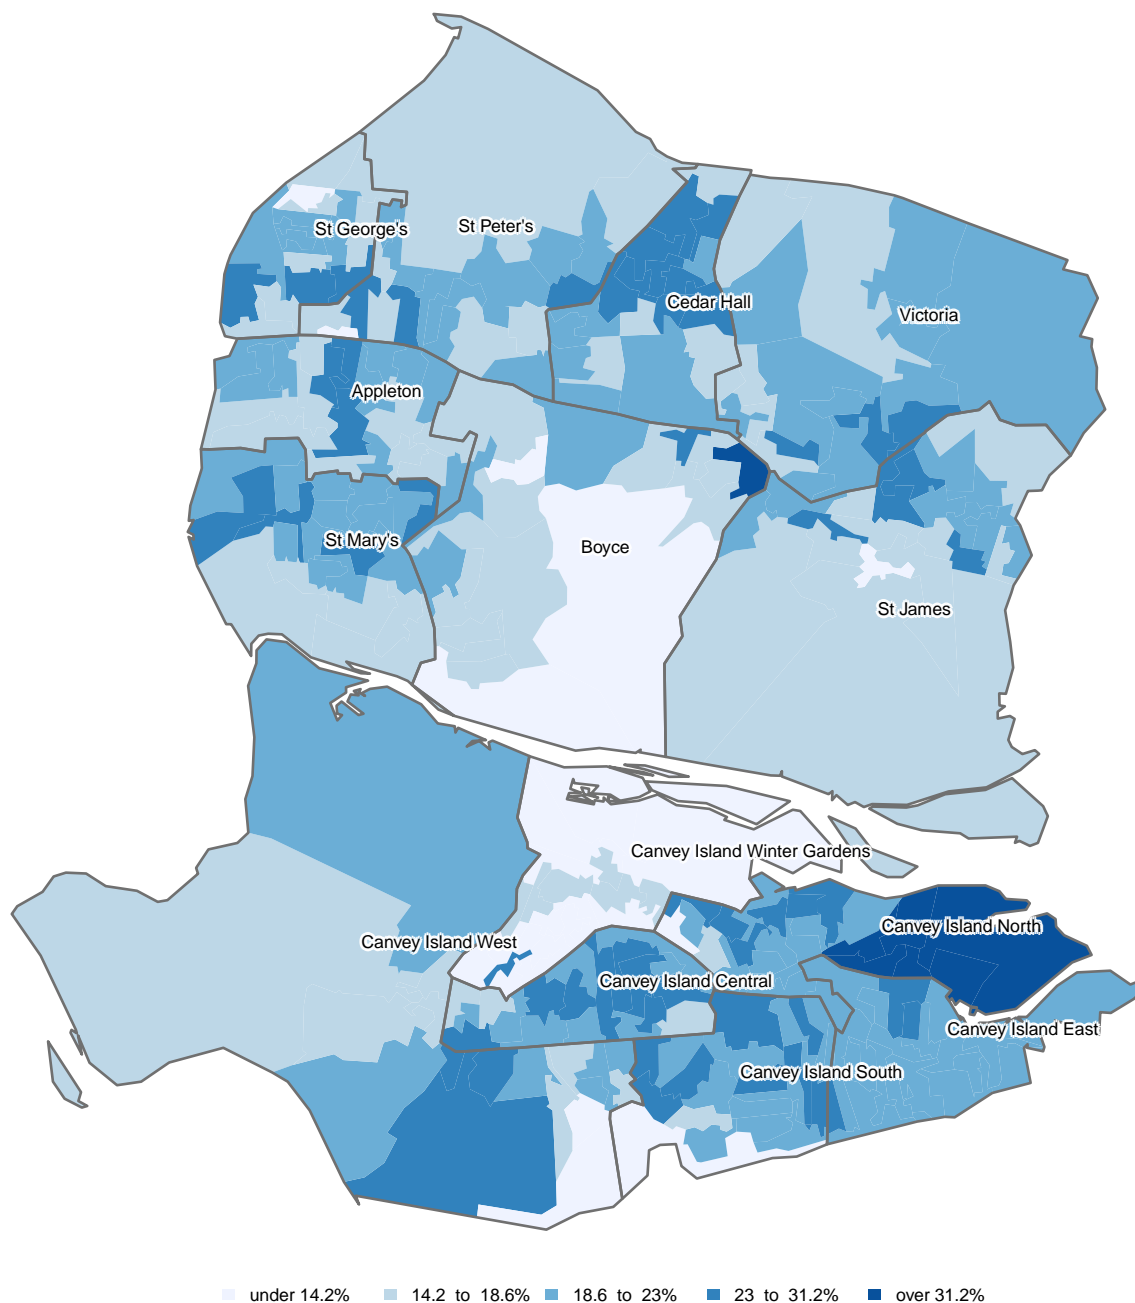 St George's
St Peter's
Cedar Hall
Victoria
Appleton
St Mary's
Boyce
St James
Canvey Island Winter Gardens
Canvey Island North
Canvey Island West
Canvey Island Central
Canvey Island East
Canvey Island South
under 14.2% 14.2 to 18.6% 18.6 to 23% 23 to 31.2% over 31.2%